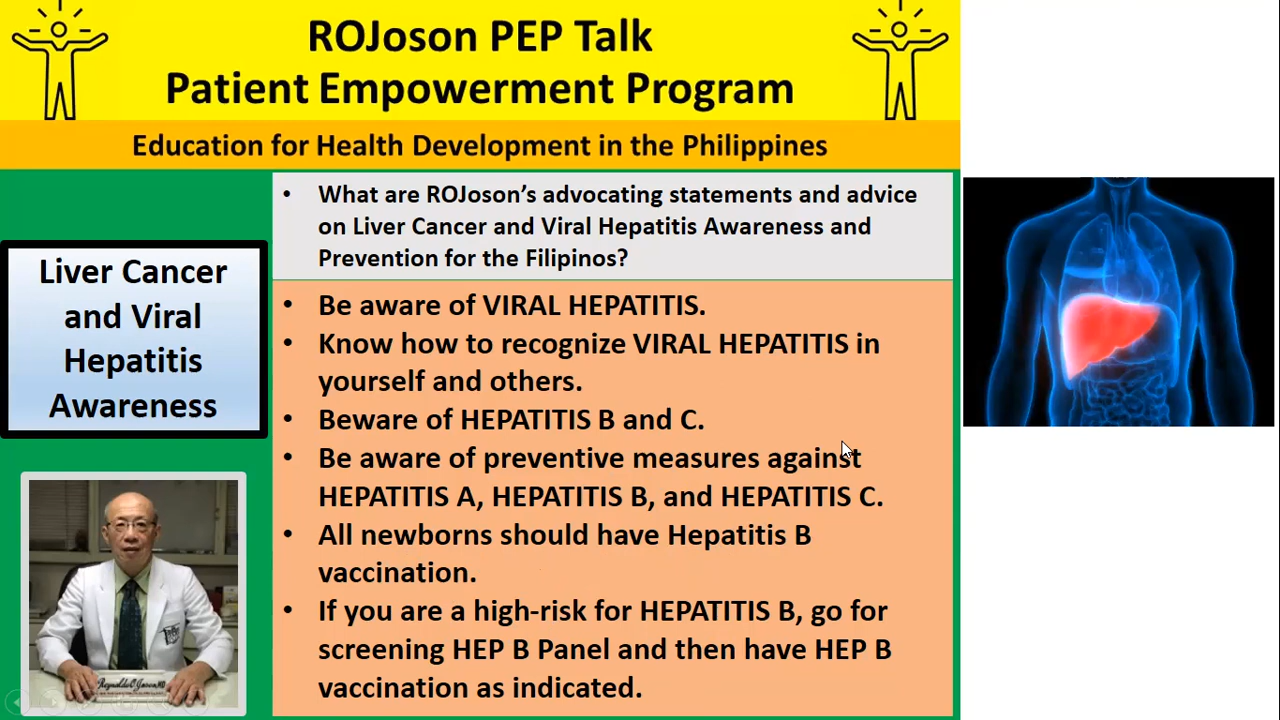 ROJoson PEP Talk
Patient Empowerment Program
Education for Health Development in the Philippines
Liver Cancer
and Viral
Hepatitis
Awareness
• What are ROJoson's advocating statements and advice
on Liver Cancer and Viral Hepatitis Awareness and
Prevention for the Filipinos?
• Be aware of VIRAL HEPATITIS.
• Know how to recognize VIRAL HEPATITIS in
yourself and others.
• Beware of HEPATITIS B and C.
• Be aware of preventive measures against
HEPATITIS A, HEPATITIS B, and HEPATITIS C.
• All newborns should have Hepatitis B
vaccination.
• If you are a high-risk for HEPATITIS B, go for
screening HEP B Panel and then have HEP B
vaccination as indicated.
Reynaldo O. Joson, MD